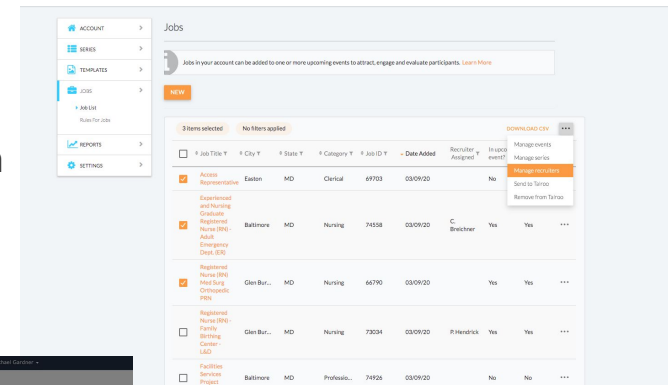 ACCOUNT
SERIES
TEMPLATES
JOBS
Job List
Rules For Jobs
REPORTS
SETTINGS
Jobs
Jobs in your account can be added to one or more upcoming events to attract, engage and evaluate participants. Learn More
NEW
3 items selected No filters applied DOWNLOAD CSV
Job Title City State Category Job ID Date Added Recruiter Assigned In upco event?
Manage events
Manage series
Manage recruiters
Send to Talroo
Remove from Talroo
Access Representative Easton MD Clerical 69703 03/09/20 No
Experienced and Nursing Graduate Registered Nurse (RN) - Adult Emergency Dept. (ER) Baltimore MD Nursing 74558 03/09/20 C. Breichner Yes Yes
Registered Nurse (RN) Med Surg Orthopedic PRN Glen Bur... MD Nursing 66790 03/09/20 Yes Yes
Registered Nurse (RN) - Family Birthing Center - L&D Glen Bur... MD Nursing 73034 03/09/20 P. Hendrick Yes Yes
Facilities Services Project Baltimore MD Professio... 74926 03/09/20 No No
hael Gardner